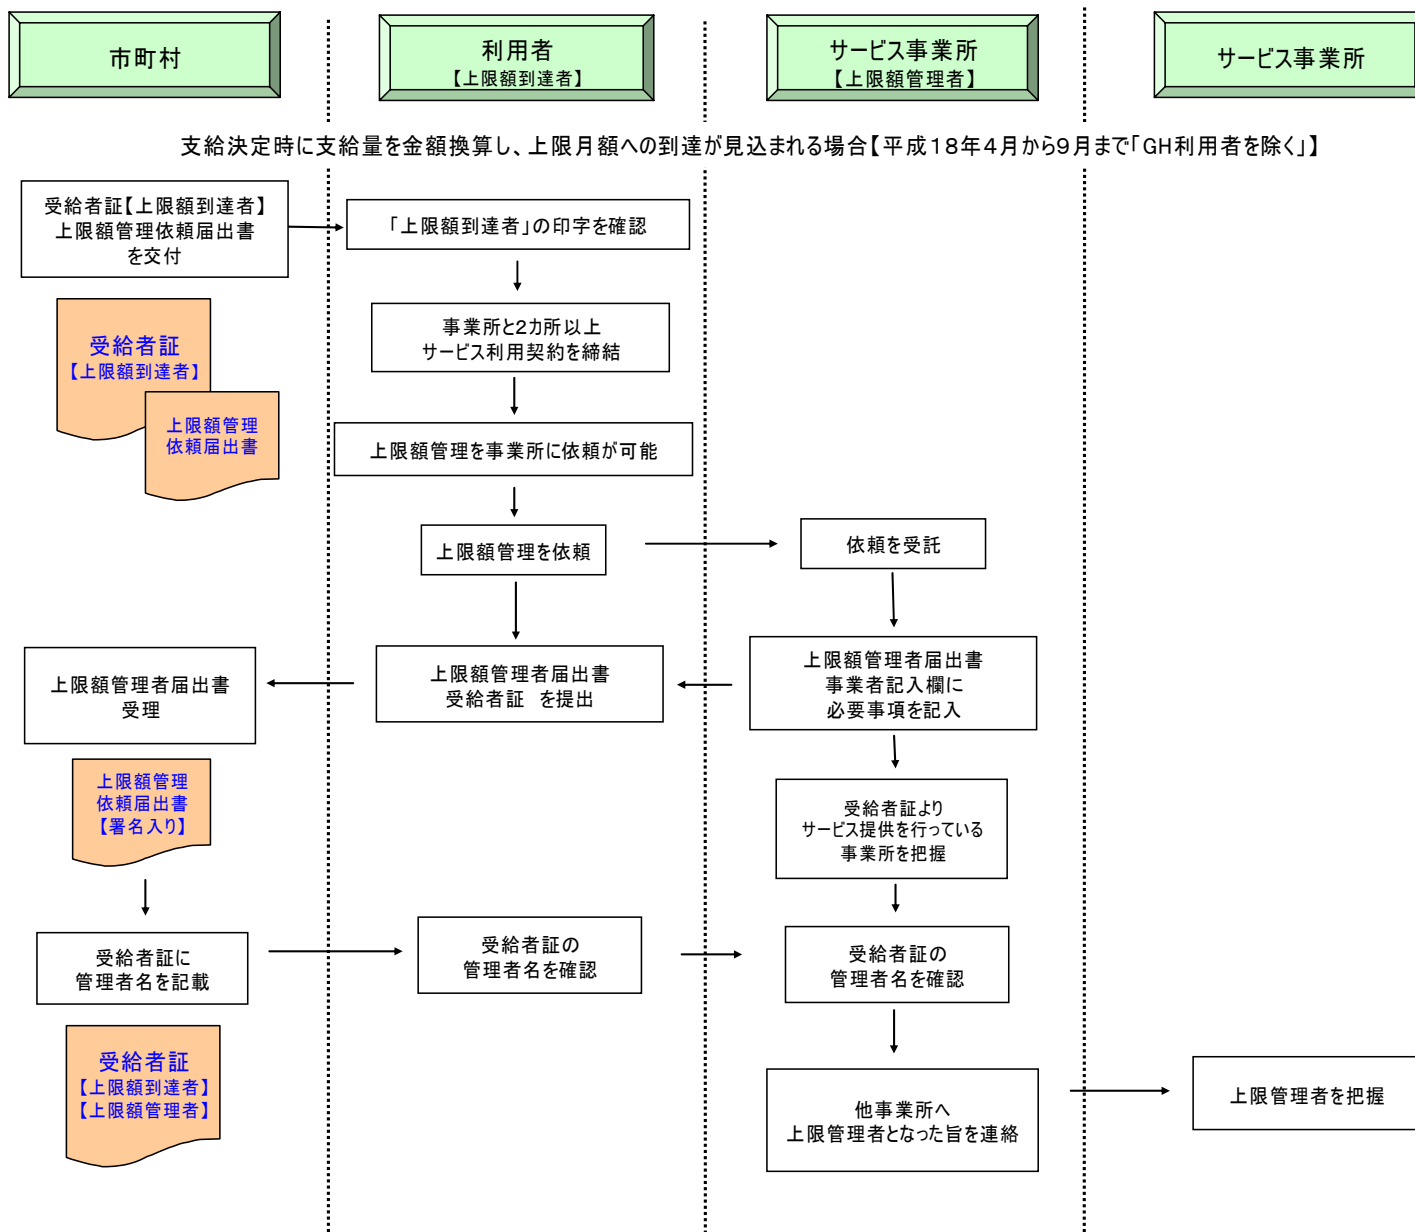 市町村
利用者
【上限額到達者】
サービス事業所
【上限額管理者】
サービス事業所
支給決定時に支給量を金額換算し、上限月額への到達が見込まれる場合【平成18年4月から9月まで「GH利用者を除く」】
受給者証【上限額到達者】
上限額管理依頼届出書
を交付
「上限額到達者」の印字を確認
受給者証
【上限額到達者】
上限額管理
依頼届出書
事業所と2カ所以上
サービス利用契約を締結
上限額管理を事業所に依頼が可能
上限額管理を依頼
依頼を受託
上限額管理者届出書
事業者記入欄に
必要事項を記入
上限額管理者届出書
受給者証 を提出
上限額管理者届出書
受理
上限額管理
依頼届出書
【署名入り】
受給者証より
サービス提供を行っている
事業所を把握
受給者証に
管理者名を記載
受給者証の
管理者名を確認
受給者証の
管理者名を確認
受給者証
【上限額到達者】
【上限額管理者】
他事業所へ
上限管理者となった旨を連絡
上限管理者を把握